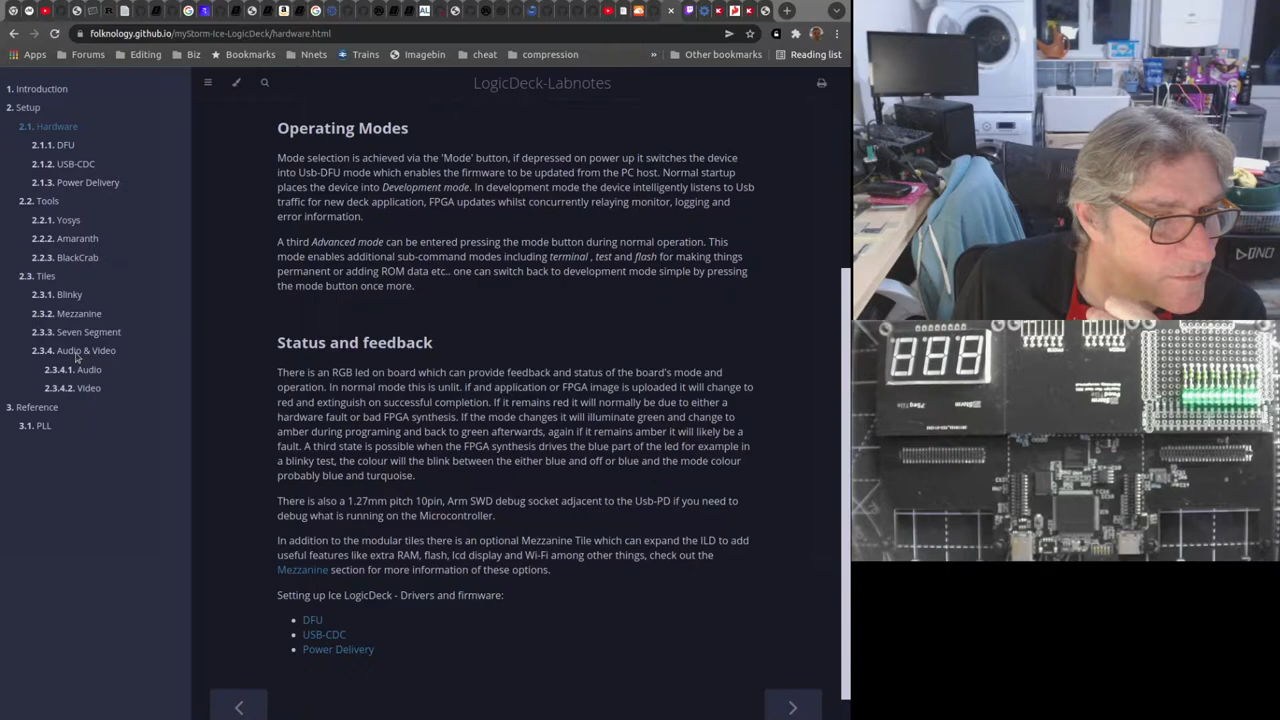 folknology.github.io/myStorm-Ice-LogicDeck/hardware.html
Apps
Forums
Editing
Biz
Bookmarks
Nnets
Trains
Imagebin
cheat
compression
»
Other bookmarks
Reading list
LogicDeck-Labnotes
1. Introduction
2. Setup
2.1. Hardware
2.1.1. DFU
2.1.2. USB-CDC
2.1.3. Power Delivery
2.2. Tools
2.2.1. Yosys
2.2.2. Amaranth
2.2.3. BlackCrab
2.3. Tiles
2.3.1. Blinky
2.3.2. Mezzanine
2.3.3. Seven Segment
2.3.4. Audio & Video
2.3.4.1. Audio
2.3.4.2. Video
3. Reference
3.1. PLL
Operating Modes
Mode selection is achieved via the 'Mode' button, if depressed on power up it switches the device
into Usb-DFU mode which enables the firmware to be updated from the PC host. Normal startup
places the device into Development mode. In development mode the device intelligently listens to Usb
traffic for new deck application, FPGA updates whilst concurrently relaying monitor, logging and
error information.
A third Advanced mode can be entered pressing the mode button during normal operation. This
mode enables additional sub-command modes including terminal , test and flash for making things
permanent or adding ROM data etc.. one can switch back to development mode simple by pressing
the mode button once more.
Status and feedback
There is an RGB led on board which can provide feedback and status of the board's mode and
operation. In normal mode this is unlit. if and application or FPGA image is uploaded it will change to
red and extinguish on successful completion. If it remains red it will normally be due to either a
hardware fault or bad FPGA synthesis. If the mode changes it will illuminate green and change to
amber during programing and back to green afterwards, again if it remains amber it will likely be a
fault. A third state is possible when the FPGA synthesis drives the blue part of the led for example in
a blinky test, the colour will the blink between the either blue and off or blue and the mode colour
probably blue and turquoise.
There is also a 1.27mm pitch 10pin, Arm SWD debug socket adjacent to the Usb-PD if you need to
debug what is running on the Microcontroller.
In addition to the modular tiles there is an optional Mezzanine Tile which can expand the ILD to add
useful features like extra RAM, flash, lcd display and Wi-Fi among other things, check out the
Mezzanine section for more information of these options.
Setting up Ice LogicDeck - Drivers and firmware:
DFU
USB-CDC
Power Delivery
888